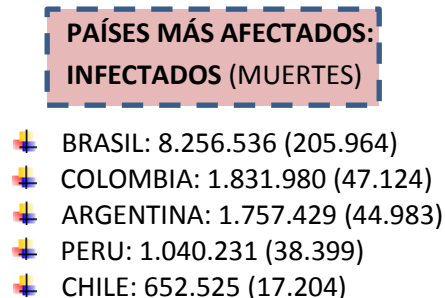 PAÍSES MÁS AFECTADOS:
INFECTADOS (MUERTES)
BRASIL: 8.256.536 (205.964)
COLOMBIA: 1.831.980 (47.124)
ARGENTINA: 1.757.429 (44.983)
PERU: 1.040.231 (38.399)
CHILE: 652.525 (17.204)